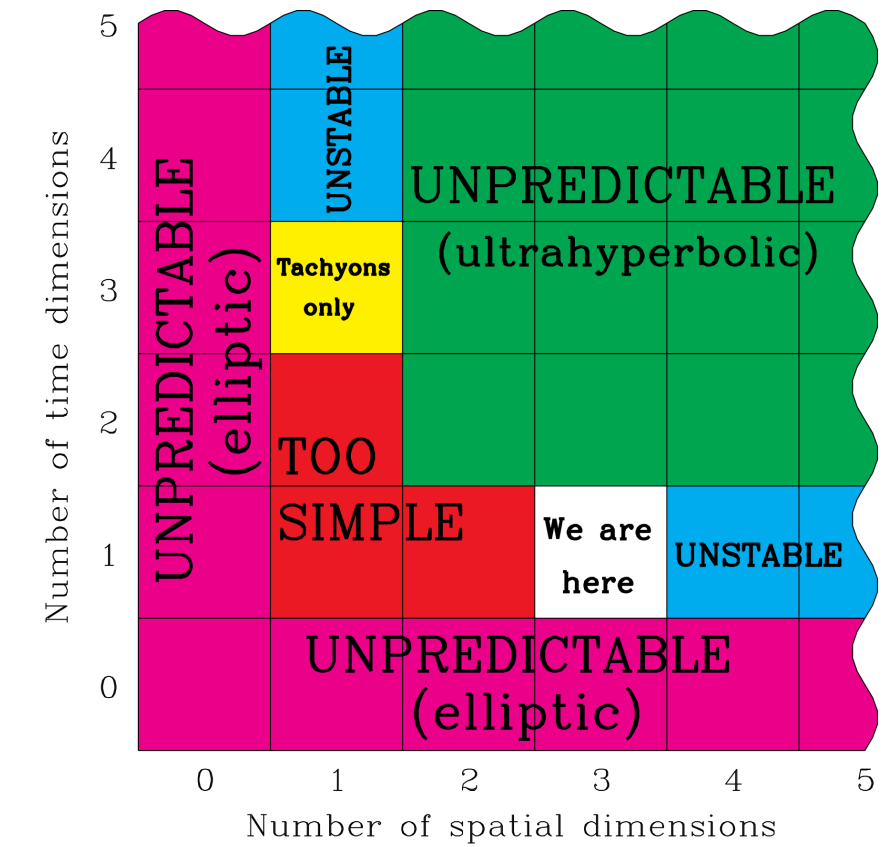 5
4
3
2
1
0
Number of time dimensions
UNPREDICTABLE
(elliptic)
UNSTABLE
UNPREDICTABLE
(ultrahyperbolic)
Tachyons
only
TOO
SIMPLE
We are
here
UNSTABLE
UNPREDICTABLE
(elliptic)
0 1 2 3 4 5
Number of spatial dimensions